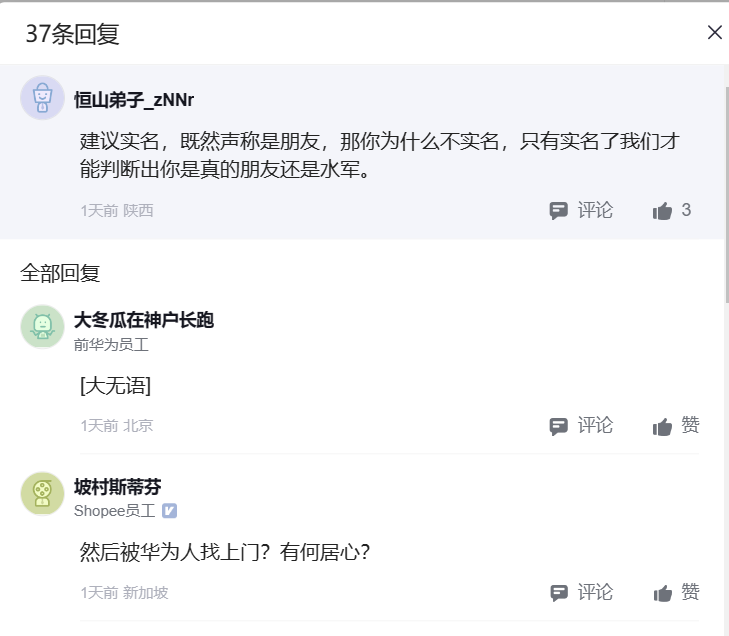 37条回复
恒山弟子_zNNr
建议实名，既然声称是朋友，那你为什么不实名，只有实名了我们才
能判断出你是真的朋友还是水军。
1天前 陕西
评论
3
全部回复
大冬瓜在神户长跑
前华为员工
[大无语]
1天前 北京
评论
赞
坡村斯蒂芬
Shopee员工
然后被华为人找上门？有何居心？
1天前 新加坡
评论
赞